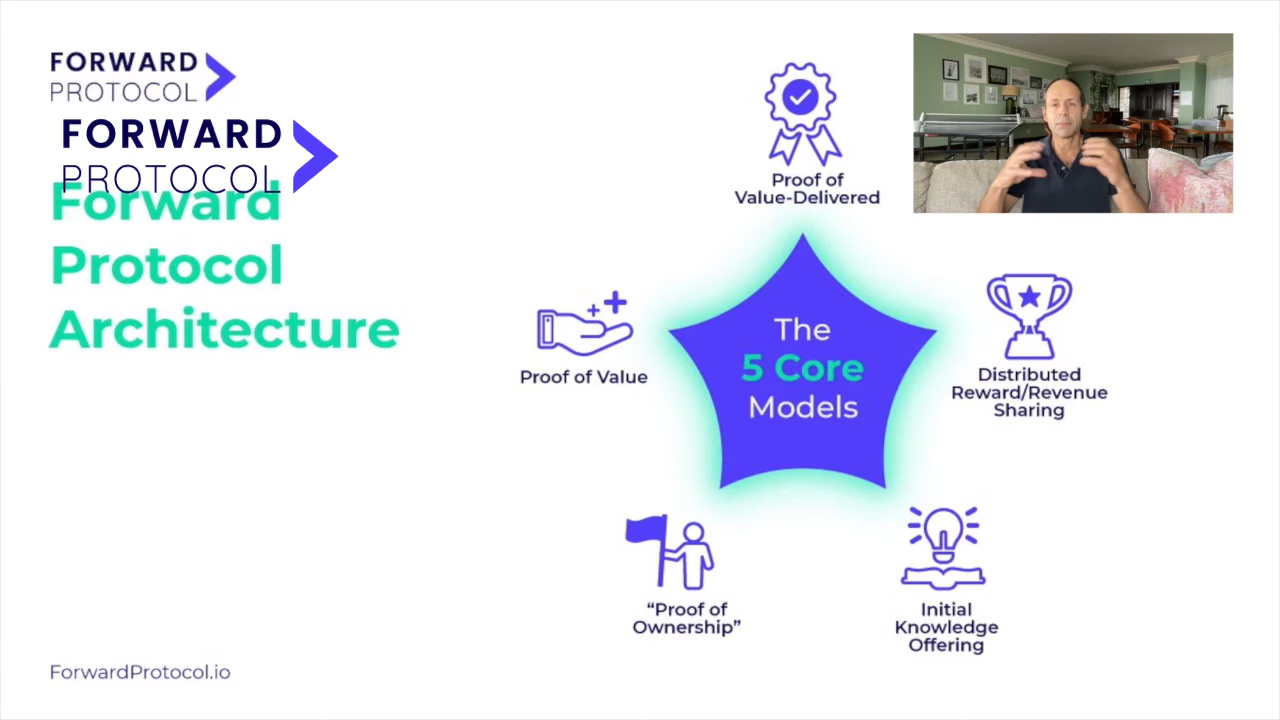 FORWARD
PROTOCOL
FORWARD
PROTOCOL
Forward
Protocol
Architecture
Proof of
Value-Delivered
Proof of Value
The
5 Core
Models
Distributed
Reward/Revenue
Sharing
“Proof of
Ownership”
Initial
Knowledge
Offering
ForwardProtocol.io